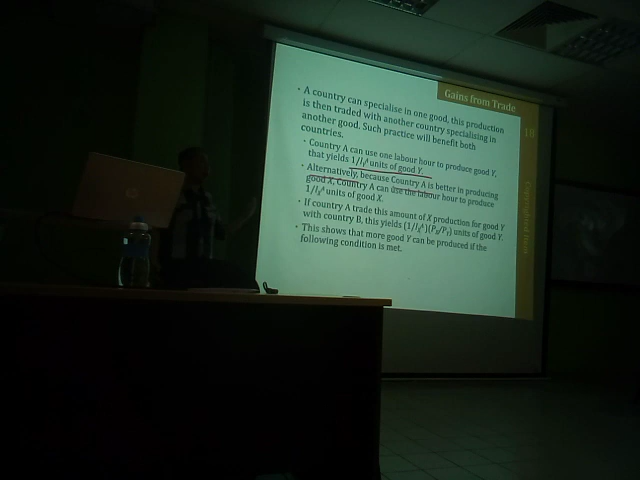 Gains from Trade
18
• A country can specialise in one good, this production
is then traded with another country specialising in
another good. Such practice will benefit both
countries.
• Country A can use one labour hour to produce good Y,
that yields 1/l_Y^A units of good Y.
• Alternatively, because Country A is better in producing
good X, Country A can use the labour hour to produce
1/l_X^A units of good X.
• If country A trade this amount of X production for good Y
with country B, this yields (1/l_X^A)(P_X/P_Y) units of good Y.
• This shows that more good Y can be produced if the
following condition is met.